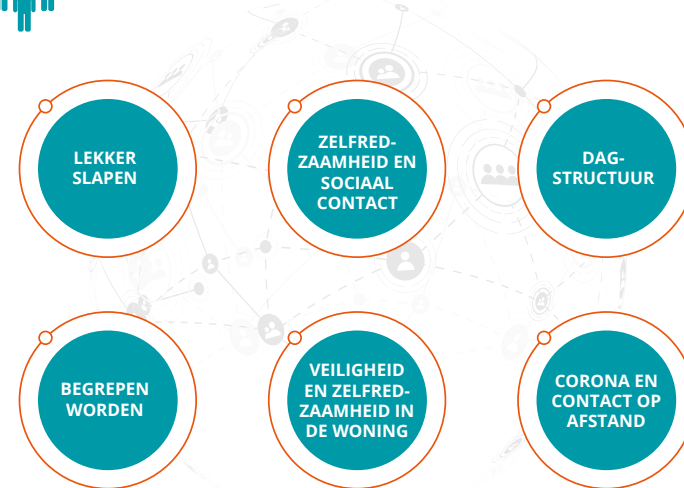 LEKKER
SLAPEN
ZELFRED-
ZAAMHEID EN
SOCIAAL
CONTACT
DAG-
STRUCTUUR
BEGREPEN
WORDEN
VEILIGHEID
EN ZELFRED-
ZAAMHEID IN
DE WONING
CORONA EN
CONTACT OP
AFSTAND